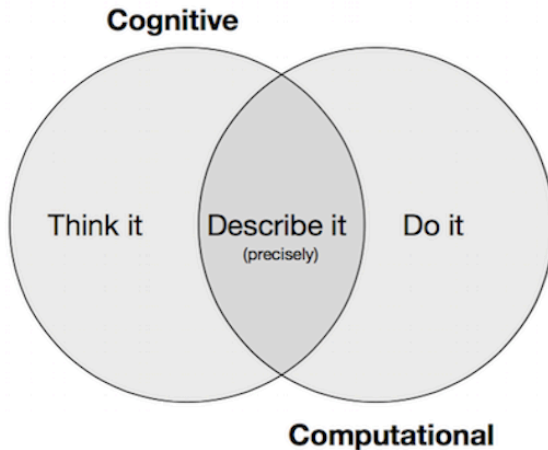 Cognitive
Think it
Describe it
(precisely)
Do it
Computational